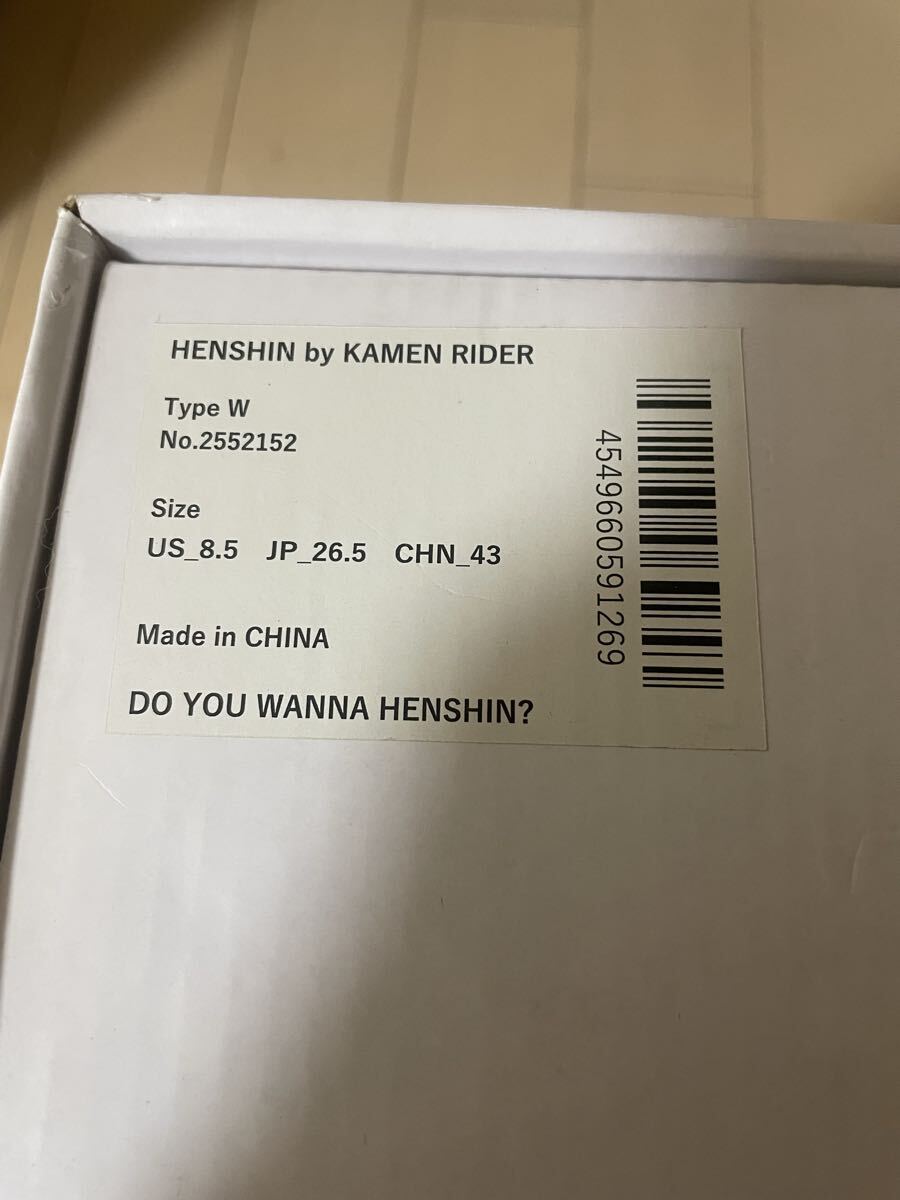 HENSHIN by KAMEN RIDER
Type W
No.2552152
Size
US_8.5 JP_26.5 CHN_43
Made in CHINA
DO YOU WANNA HENSHIN?
4549660591269